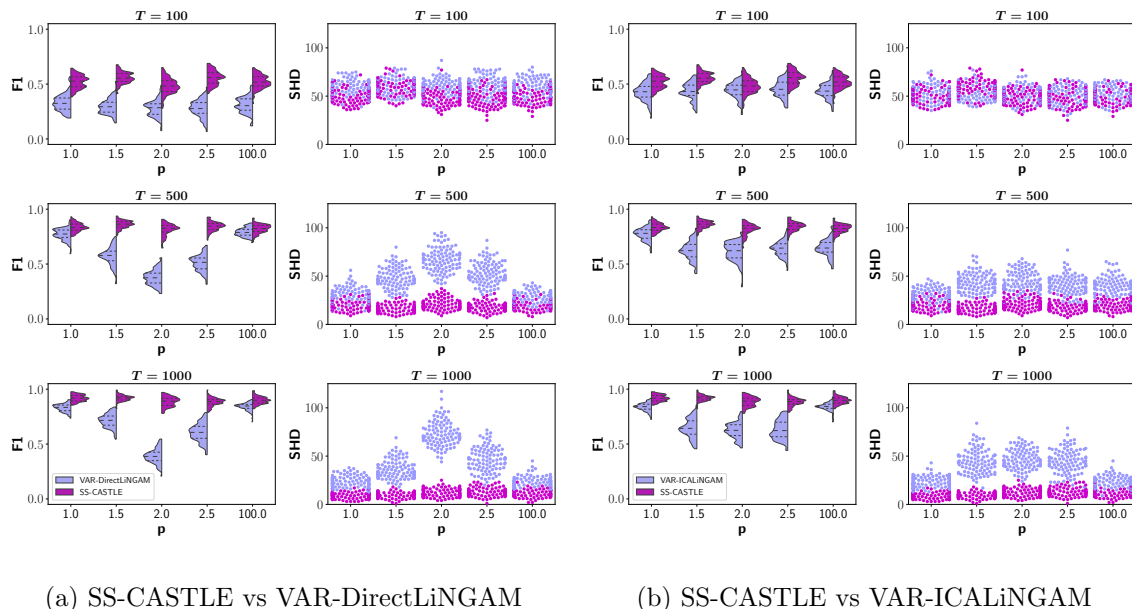 T = 100
F1
1.0
0.5
0.0
1.0 1.5 2.0 2.5 100.0
p
T = 100
SHD
100
50
0
1.0 1.5 2.0 2.5 100.0
p
T = 500
F1
1.0
0.5
0.0
1.0 1.5 2.0 2.5 100.0
p
T = 500
SHD
100
50
0
1.0 1.5 2.0 2.5 100.0
p
T = 1000
F1
1.0
0.5
0.0
VAR-DirectLiNGAM
SS-CASTLE
1.0 1.5 2.0 2.5 100.0
p
T = 1000
SHD
100
50
0
1.0 1.5 2.0 2.5 100.0
p
(a) SS-CASTLE vs VAR-DirectLiNGAM
T = 100
F1
1.0
0.5
0.0
1.0 1.5 2.0 2.5 100.0
p
T = 100
SHD
100
50
0
1.0 1.5 2.0 2.5 100.0
p
T = 500
F1
1.0
0.5
0.0
1.0 1.5 2.0 2.5 100.0
p
T = 500
SHD
100
50
0
1.0 1.5 2.0 2.5 100.0
p
T = 1000
F1
1.0
0.5
0.0
VAR-ICALiNGAM
SS-CASTLE
1.0 1.5 2.0 2.5 100.0
p
T = 1000
SHD
100
50
0
1.0 1.5 2.0 2.5 100.0
p
(b) SS-CASTLE vs VAR-ICALiNGAM